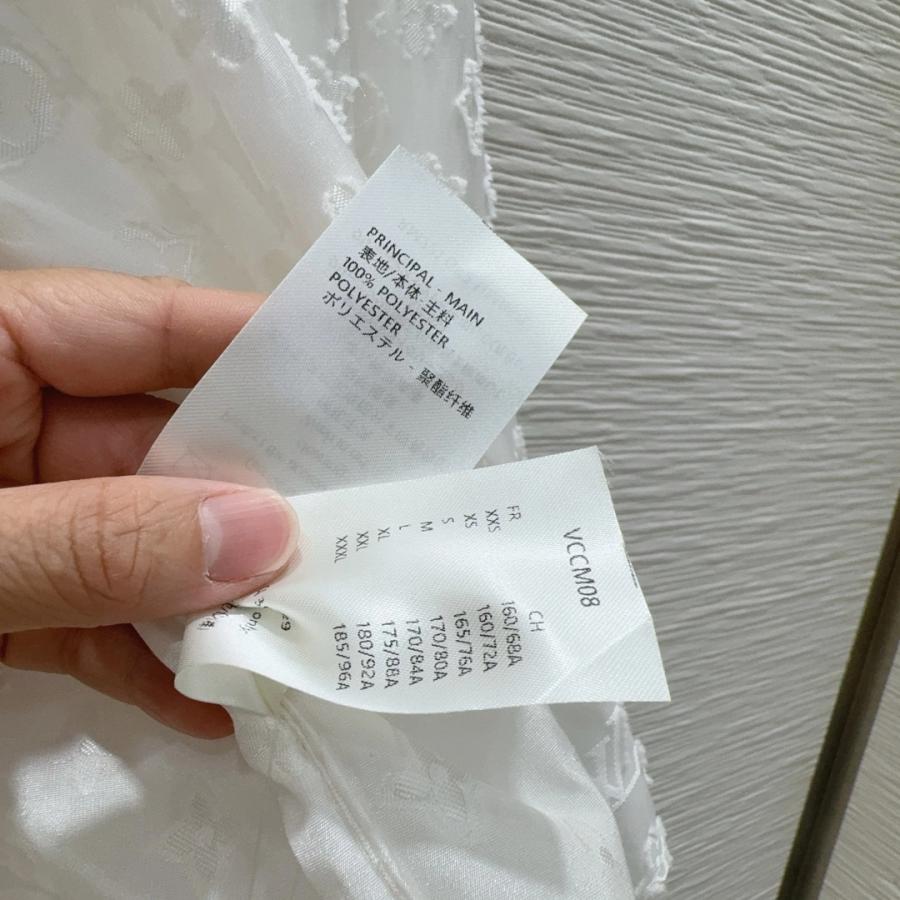 PRINCIPAL - MAIN
表地/本体·主料
100% POLYESTER
POLYESTER
ポリエステル - 聚酯纤维
VCCM08
FR CH
XXS 160/68A
XS 160/72A
S 165/76A
M 170/80A
L 170/84A
XL 175/88A
XXL 180/92A
XXXL 185/96A